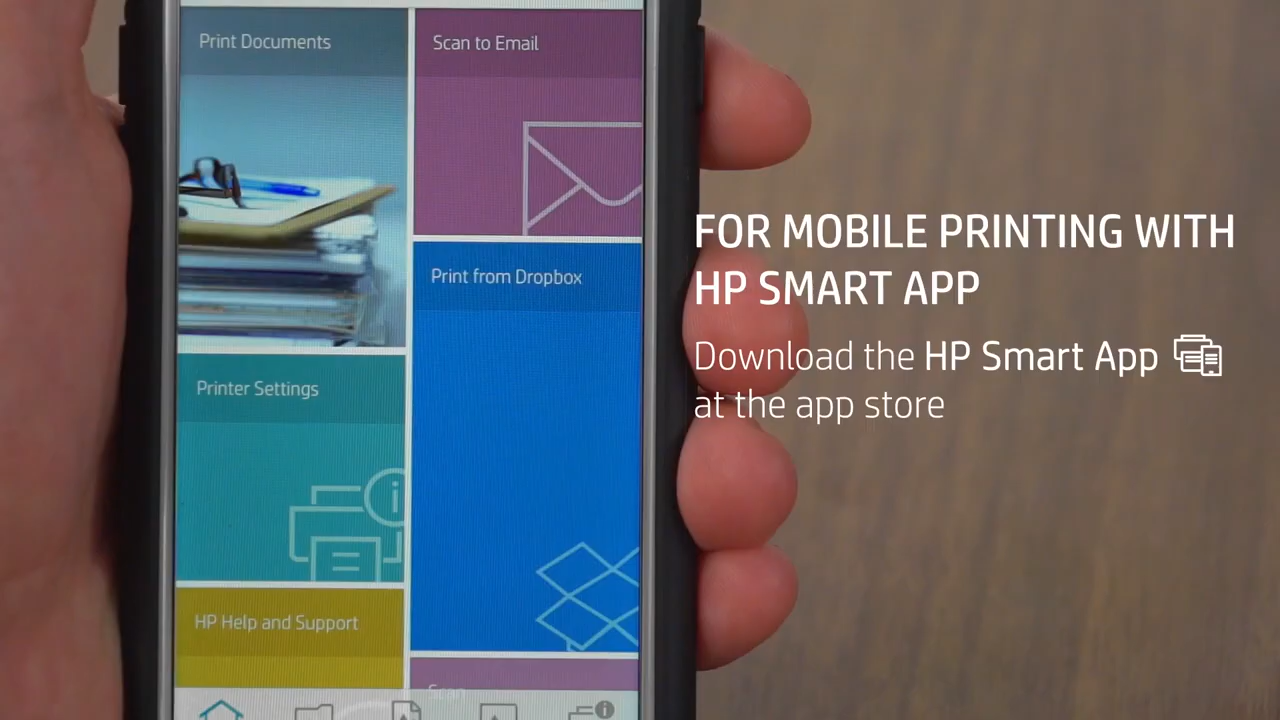 Print Documents
Scan to Email
Print from Dropbox
Printer Settings
HP Help and Support
Scan
FOR MOBILE PRINTING WITH
HP SMART APP
Download the HP Smart App
at the app store